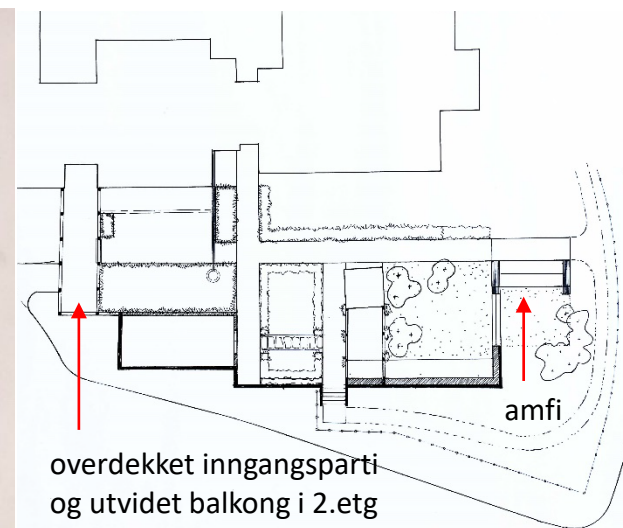 amfi
overdekket inngangsparti
og utvidet balkong i 2.etg